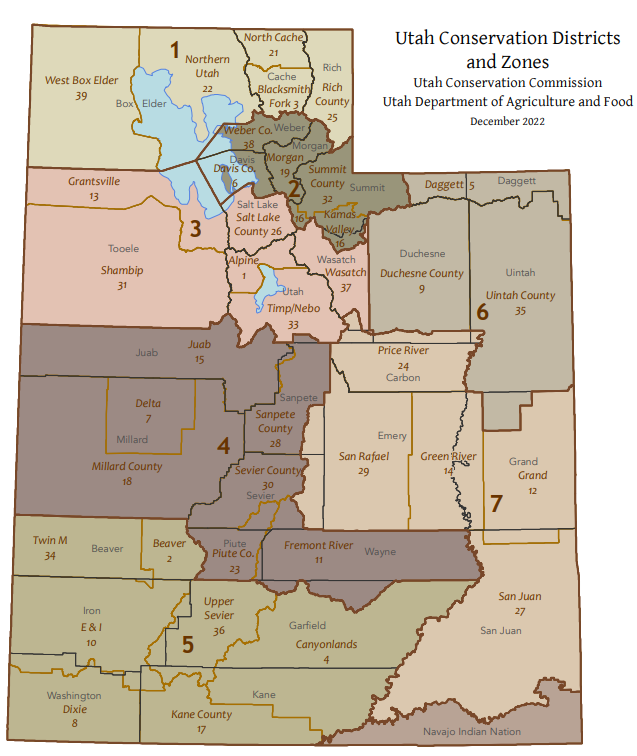 Utah Conservation Districts
and Zones
Utah Conservation Commission
Utah Department of Agriculture and Food
December 2022
North Cache
21
1
Northern
Utah
22
West Box Elder
39
Box Elder
Cache
Blacksmith
Fork 3
Rich
Rich
County
25
Weber Co.
38
Weber
Morgan
Morgan
19
Davis
Davis Co.
6
2
Summit
County
32
Summit
Grantsville
13
Daggett 5
Daggett
16
Kamas
Valley
16
Salt Lake
Salt Lake
County 26
3
Tooele
Shambip
31
Alpine
1
Wasatch
Wasatch
37
Duchesne
Duchesne County
9
Uintah
Uintah County
35
6
Utah
Timp/Nebo
33
Juab
Juab
15
Price River
24
Carbon
Sanpete
Sanpete
County
28
Delta
7
Millard
Millard County
18
4
Emery
San Rafael
29
Green River
14
Grand
Grand
12
Sevier County
30
Sevier
7
Twin M
34
Beaver
Beaver
2
Piute
Piute Co.
23
Fremont River
11
Wayne
Iron
E & I
10
Upper
Sevier
36
Garfield
Canyonlands
4
5
San Juan
27
San Juan
Washington
Dixie
8
Kane
Kane County
17
Navajo Indian Nation